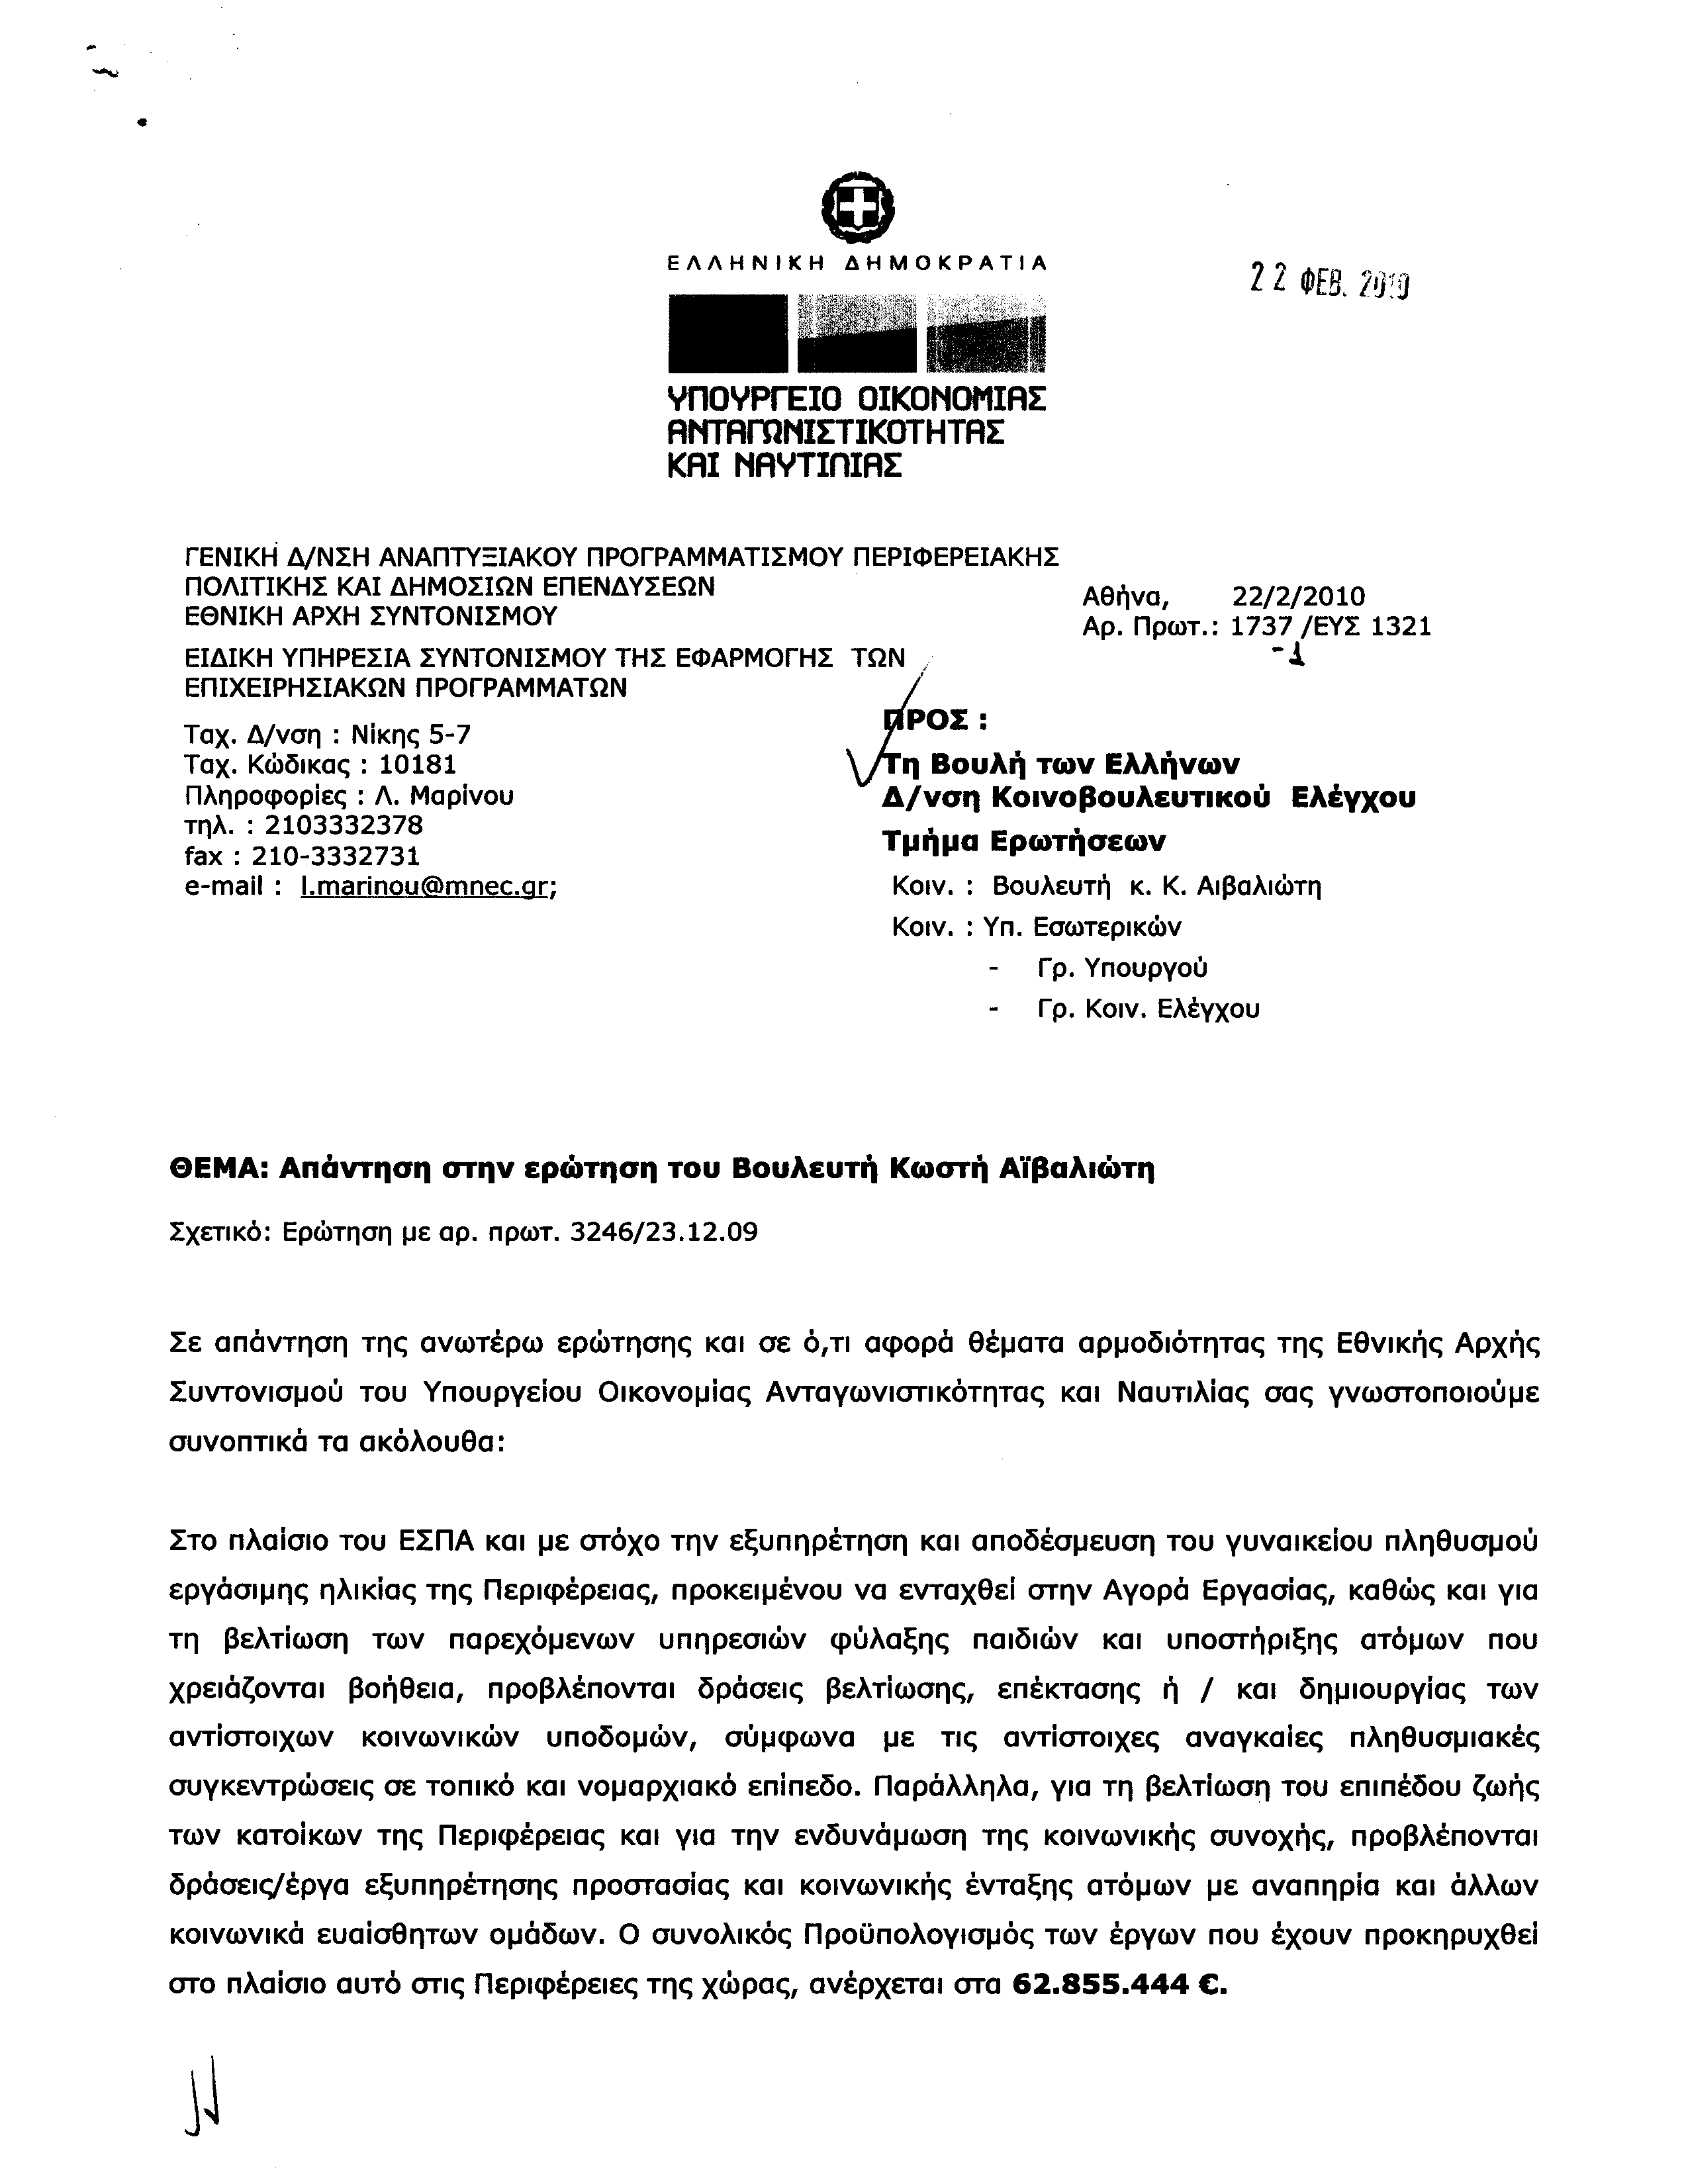 ΕΛΛΗΝΙΚΗ ΔΗΜΟΚΡΑΤΙΑ
22 ΦΕΒ. 2010
ΥΠΟΥΡΓΕΙΟ ΟΙΚΟΝΟΜΙΑΣ
ΑΝΤΑΓΩΝΙΣΤΙΚΟΤΗΤΑΣ
ΚΑΙ ΝΑΥΤΙΛΙΑΣ
ΓΕΝΙΚΗ Δ/ΝΣΗ ΑΝΑΠΤΥΞΙΑΚΟΥ ΠΡΟΓΡΑΜΜΑΤΙΣΜΟΥ ΠΕΡΙΦΕΡΕΙΑΚΗΣ
ΠΟΛΙΤΙΚΗΣ ΚΑΙ ΔΗΜΟΣΙΩΝ ΕΠΕΝΔΥΣΕΩΝ
ΕΘΝΙΚΗ ΑΡΧΗ ΣΥΝΤΟΝΙΣΜΟΥ
ΕΙΔΙΚΗ ΥΠΗΡΕΣΙΑ ΣΥΝΤΟΝΙΣΜΟΥ ΤΗΣ ΕΦΑΡΜΟΓΗΣ ΤΩΝ
ΕΠΙΧΕΙΡΗΣΙΑΚΩΝ ΠΡΟΓΡΑΜΜΑΤΩΝ
Ταχ. Δ/νση : Νίκης 5-7
Ταχ. Κώδικας : 10181
Πληροφορίες : Λ. Μαρίνου
τηλ. : 2103332378
fax : 210-3332731
e-mail : l.marinou@mnec.gr;
Αθήνα, 22/2/2010
Αρ. Πρωτ.: 1737 /ΕΥΣ 1321
-1
ΠΡΟΣ :
Τη Βουλή των Ελλήνων
Δ/νση Κοινοβουλευτικού Ελέγχου
Τμήμα Ερωτήσεων
Κοιν. : Βουλευτή κ. Κ. Αιβαλιώτη
Κοιν. : Υπ. Εσωτερικών
- Γρ. Υπουργού
- Γρ. Κοιν. Ελέγχου
ΘΕΜΑ: Απάντηση στην ερώτηση του Βουλευτή Κωστή Αϊβαλιώτη
Σχετικό: Ερώτηση με αρ. πρωτ. 3246/23.12.09
Σε απάντηση της ανωτέρω ερώτησης και σε ό,τι αφορά θέματα αρμοδιότητας της Εθνικής Αρχής
Συντονισμού του Υπουργείου Οικονομίας Ανταγωνιστικότητας και Ναυτιλίας σας γνωστοποιούμε
συνοπτικά τα ακόλουθα:
Στο πλαίσιο του ΕΣΠΑ και με στόχο την εξυπηρέτηση και αποδέσμευση του γυναικείου πληθυσμού
εργάσιμης ηλικίας της Περιφέρειας, προκειμένου να ενταχθεί στην Αγορά Εργασίας, καθώς και για
τη βελτίωση των παρεχόμενων υπηρεσιών φύλαξης παιδιών και υποστήριξης ατόμων που
χρειάζονται βοήθεια, προβλέπονται δράσεις βελτίωσης, επέκτασης ή / και δημιουργίας των
αντίστοιχων κοινωνικών υποδομών, σύμφωνα με τις αντίστοιχες αναγκαίες πληθυσμιακές
συγκεντρώσεις σε τοπικό και νομαρχιακό επίπεδο. Παράλληλα, για τη βελτίωση του επιπέδου ζωής
των κατοίκων της Περιφέρειας και για την ενδυνάμωση της κοινωνικής συνοχής, προβλέπονται
δράσεις/έργα εξυπηρέτησης προστασίας και κοινωνικής ένταξης ατόμων με αναπηρία και άλλων
κοινωνικά ευαίσθητων ομάδων. Ο συνολικός Προϋπολογισμός των έργων που έχουν προκηρυχθεί
στο πλαίσιο αυτό στις Περιφέρειες της χώρας, ανέρχεται στα 62.855.444 €.